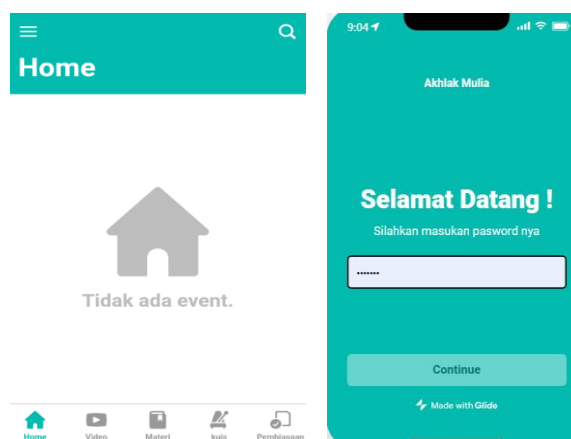 Home
Tidak ada event.
Home
Video
Materi
kuis
Pembiasaan
9:04
Akhlak Mulia
Selamat Datang !
Silahkan masukan pasword nya
Continue
Made with Glide